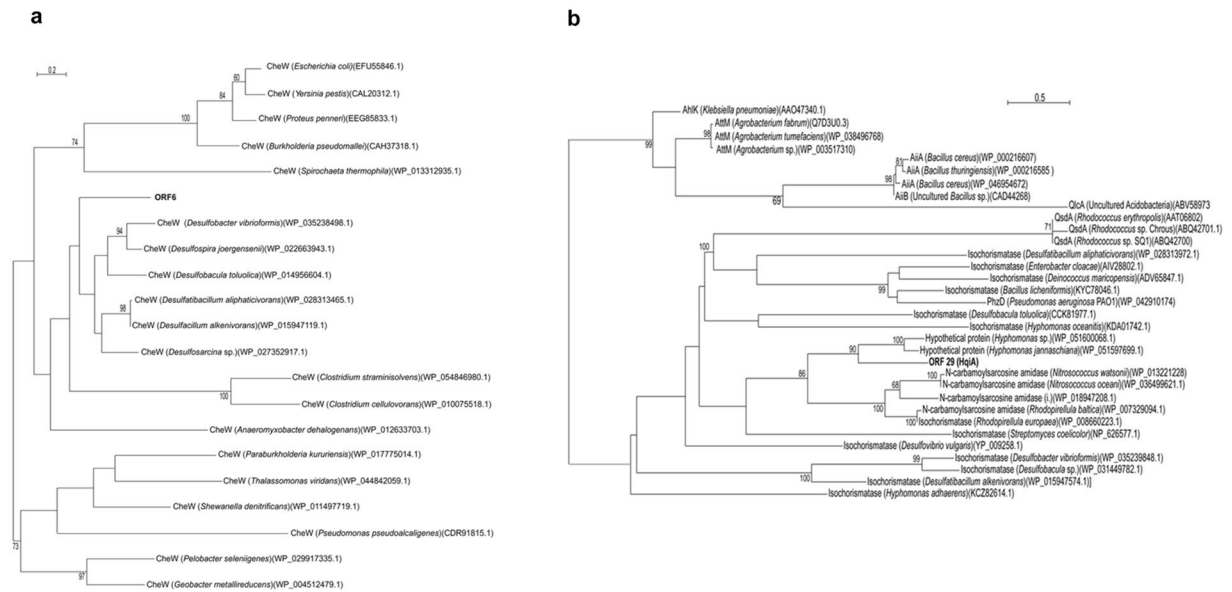 a
0.2
CheW (Escherichia coli)(EFU55846.1)
60
CheW (Yersinia pestis)(CAL20312.1)
84
CheW (Proteus penneri)(EEG85833.1)
100
CheW (Burkholderia pseudomallei)(CAH37318.1)
74
CheW (Spirochaeta thermophila)(WP_013312935.1)
ORF6
CheW (Desulfobacter vibrioformis)(WP_035238498.1)
94
CheW (Desulfospira joergensenii)(WP_022663943.1)
CheW (Desulfobacula toluolica)(WP_014956604.1)
CheW (Desulfatibacillum aliphaticivorans)(WP_028313465.1)
98
CheW (Desulfacillum alkenivorans)(WP_015947119.1)
CheW (Desulfosarcina sp.)(WP_027352917.1)
CheW (Clostridium straminisolvens)(WP_054846980.1)
100
CheW (Clostridium cellulovorans)(WP_010075518.1)
CheW (Anaeromyxobacter dehalogenans)(WP_012633703.1)
CheW (Paraburkholderia kururiensis)(WP_017775014.1)
CheW (Thalassomonas viridans)(WP_044842059.1)
CheW (Shewanella denitrificans)(WP_011497719.1)
CheW (Pseudomonas pseudoalcaligenes)(CDR91815.1)
73
CheW (Pelobacter seleniigenes)(WP_029917335.1)
97
CheW (Geobacter metallireducens)(WP_004512479.1)
b
0.5
AhlK (Klebsiella pneumoniae)(AAO47340.1)
AttM (Agrobacterium fabrum)(Q7D3U0.3)
98
AttM (Agrobacterium tumefaciens)(WP_038496768)
99
AttM (Agrobacterium sp.)(WP_003517310)
AiiA (Bacillus cereus)(WP_000216607)
81
AiiA (Bacillus thuringiensis)(WP_000216585 )
98
AiiA (Bacillus cereus)(WP_046954672)
69
AiiB (Uncultured Bacillus sp.)(CAD44268)
QlcA (Uncultured Acidobacteria)(ABV58973
QsdA (Rhodococcus erythropolis)(AAT06802)
71
QsdA (Rhodococcus sp. Chrous)(ABQ42701.1)
QsdA (Rhodococcus sp. SQ1)(ABQ42700)
100
Isochorismatase (Desulfatibacillum aliphaticivorans)(WP_028313972.1)
Isochorismatase (Enterobacter cloacae)(AIV28802.1)
Isochorismatase (Deinococcus maricopensis)(ADV65847.1)
99
Isochorismatase (Bacillus licheniformis)(KYC78046.1)
PhzD (Pseudomonas aeruginosa PAO1)(WP_042910174)
Isochorismatase (Desulfobacula toluolica)(CCK81977.1)
Isochorismatase (Hyphomonas oceanitis)(KDA01742.1)
100
Hypothetical protein (Hyphomonas sp.)(WP_051600068.1)
90
Hypothetical protein (Hyphomonas jannaschiana)(WP_051597699.1)
ORF 29 (HqiA)
86
100
N-carbamoylsarcosine amidase (Nitrosococcus watsonii)(WP_013221228
68
N-carbamoylsarcosine amidase (Nitrosococcus oceani)(WP_036499621.1)
N-carbamoylsarcosine amidase (i.)(WP_018947208.1)
100
N-carbamoylsarcosine amidase (Rhodopirellula baltica)(WP_007329094.1)
100
Isochorismatase (Rhodopirellula europaea)(WP_008660223.1)
Isochorismatase (Streptomyces coelicolor)(NP_626577.1)
Isochorismatase (Desulfovibrio vulgaris)(YP_009258.1)
99
Isochorismatase (Desulfobacter vibrioformis)(WP_035239848.1)
Isochorismatase (Desulfobacula sp.)(WP_031449782.1)
100
Isochorismatase (Desulfatibacillum alkenivorans)(WP_015947574.1)]
Isochorismatase (Hyphomonas adhaerens)(KCZ82614.1)